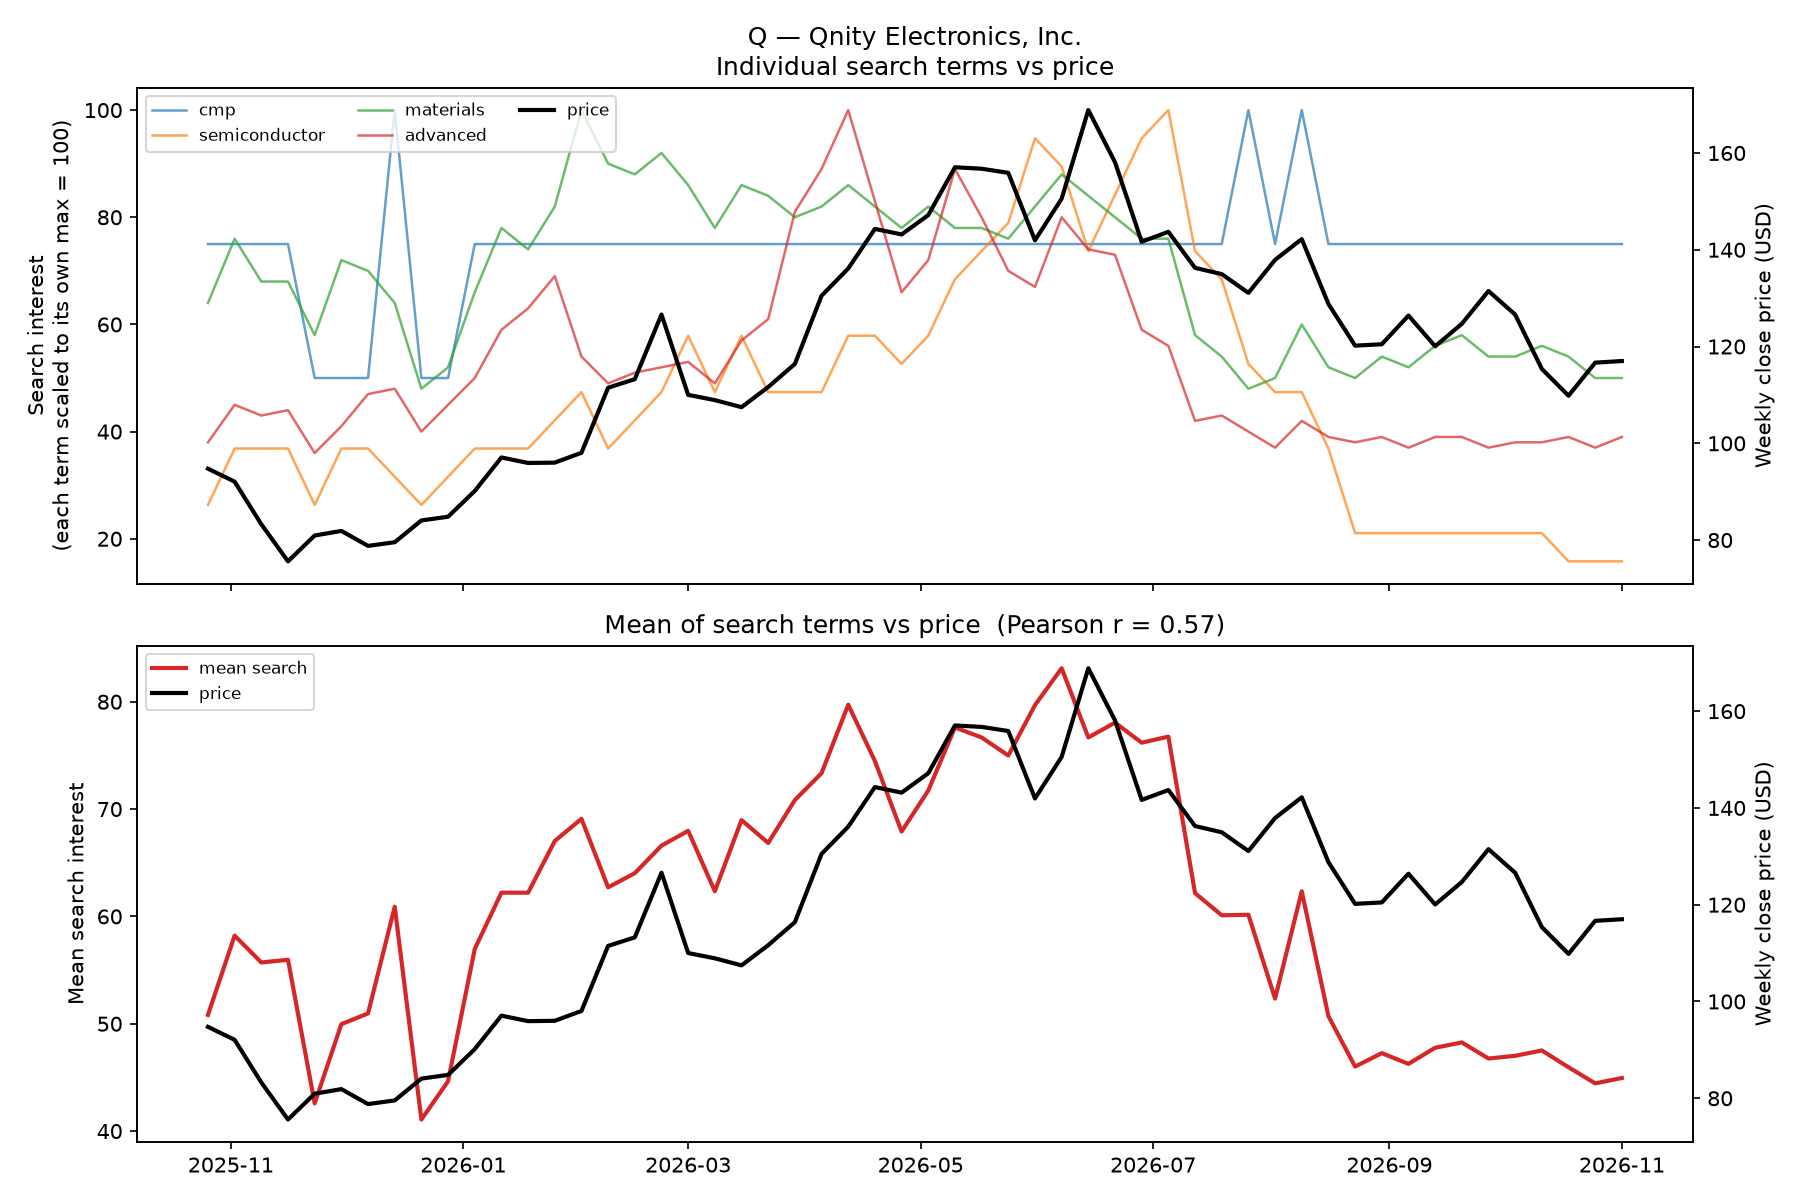 Q — Qnity Electronics, Inc.
Individual search terms vs price
cmp
semiconductor
materials
advanced
price
Search interest
(each term scaled to its own max = 100)
100
80
60
40
20
Weekly close price (USD)
160
140
120
100
80
Mean of search terms vs price  (Pearson r = 0.57)
mean search
price
Mean search interest
80
70
60
50
40
Weekly close price (USD)
160
140
120
100
80
2025-11
2026-01
2026-03
2026-05
2026-07
2026-09
2026-11